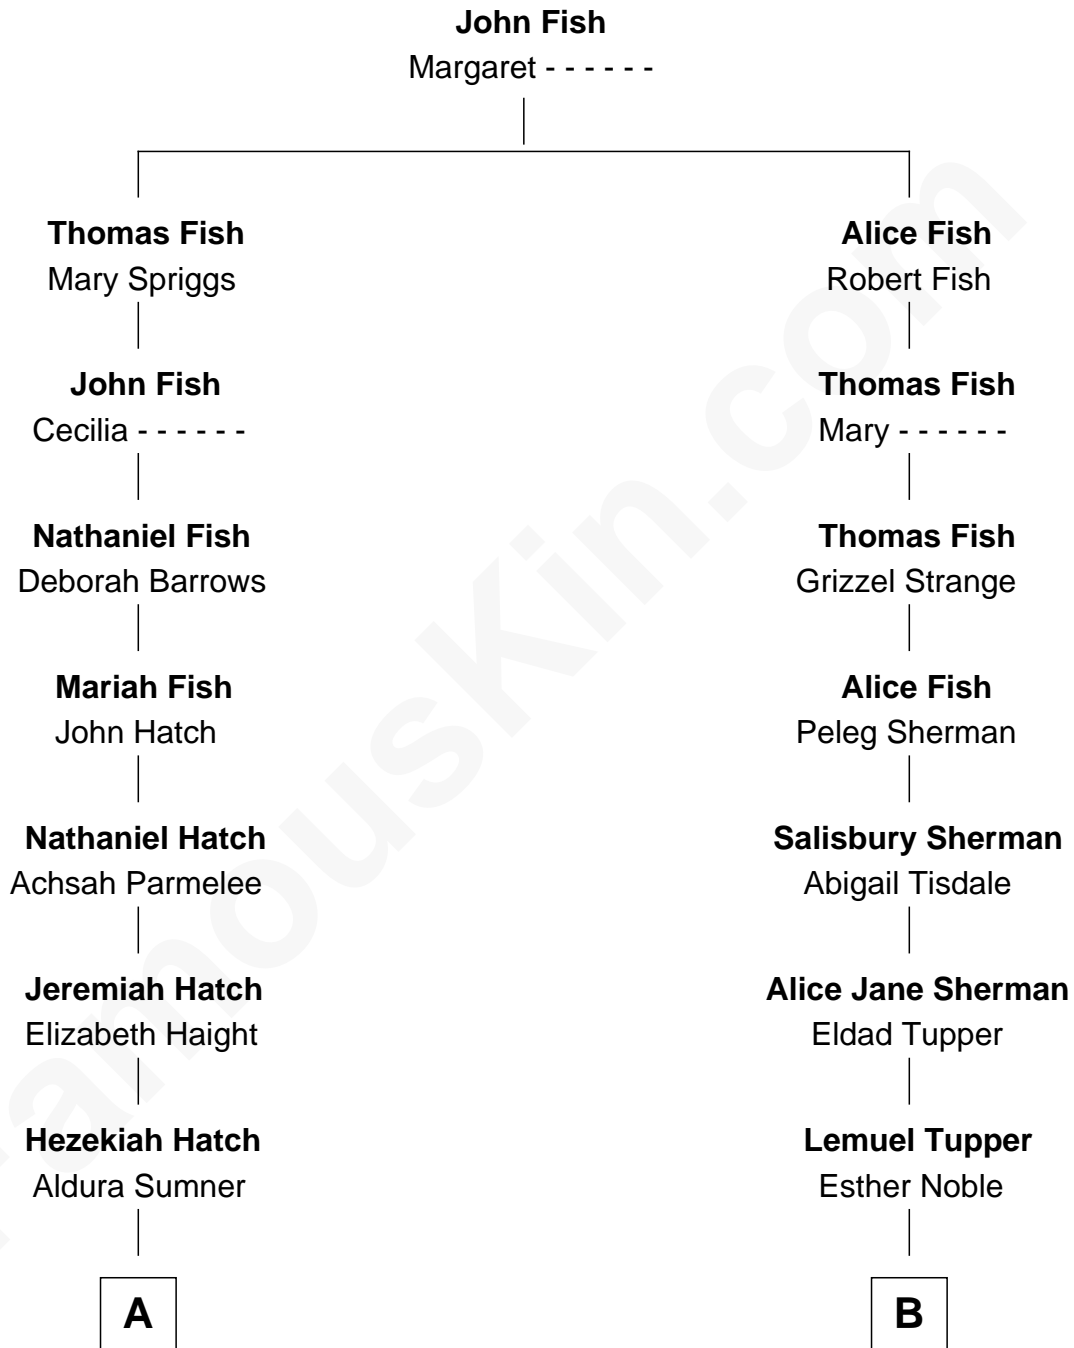 John Fish
Margaret - - - - - -
Thomas Fish
Mary Spriggs
Alice Fish
Robert Fish
John Fish
Cecilia - - - - - -
Thomas Fish
Mary - - - - - -
Nathaniel Fish
Deborah Barrows
Thomas Fish
Grizzel Strange
Mariah Fish
John Hatch
Alice Fish
Peleg Sherman
Nathaniel Hatch
Achsah Parmelee
Salisbury Sherman
Abigail Tisdale
Jeremiah Hatch
Elizabeth Haight
Alice Jane Sherman
Eldad Tupper
Hezekiah Hatch
Aldura Sumner
Lemuel Tupper
Esther Noble
A
B
FamousKin.com